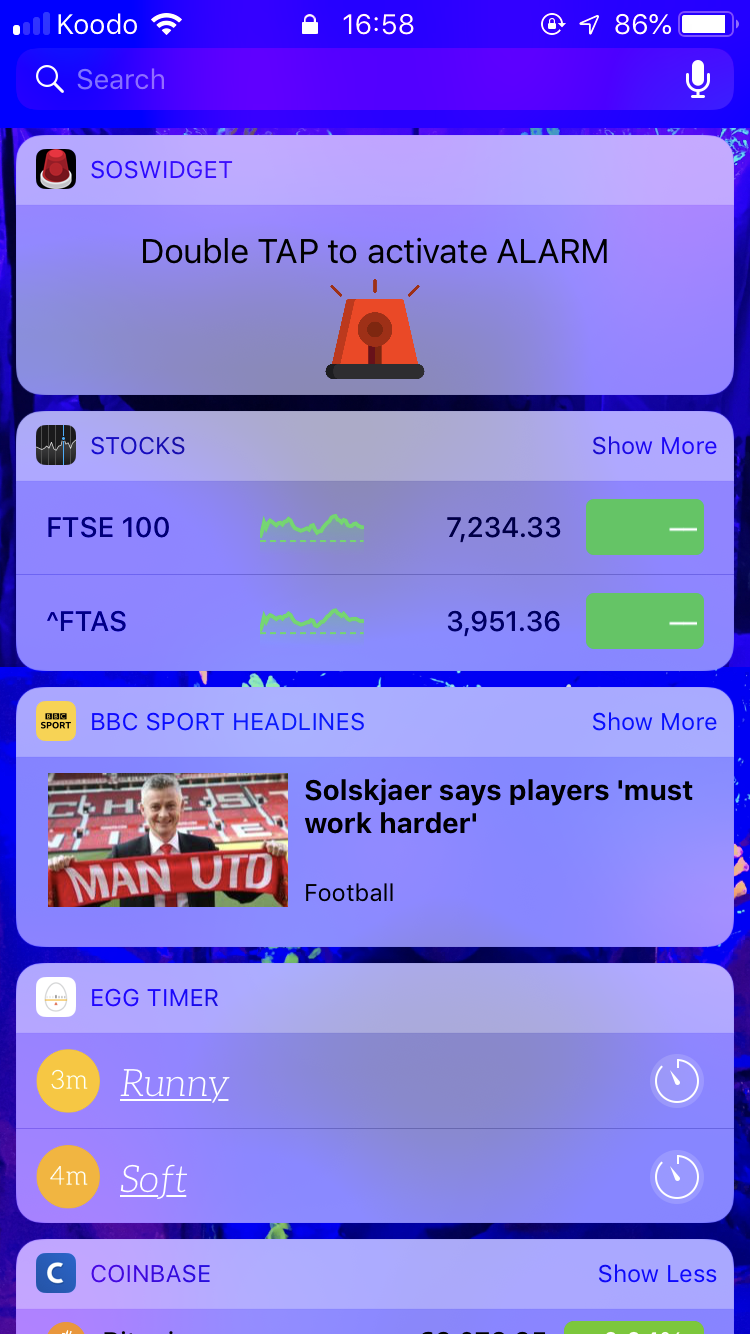 Koodo 16:58 86%
Search
SOSWIDGET
Double TAP to activate ALARM
STOCKS Show More
FTSE 100 7,234.33 —
^FTAS 3,951.36 —
BBC SPORT HEADLINES Show More
BBC
SPORT
Solskjaer says players 'must
work harder'
MAN UTD
Football
EGG TIMER
3m Runny
4m Soft
COINBASE Show Less